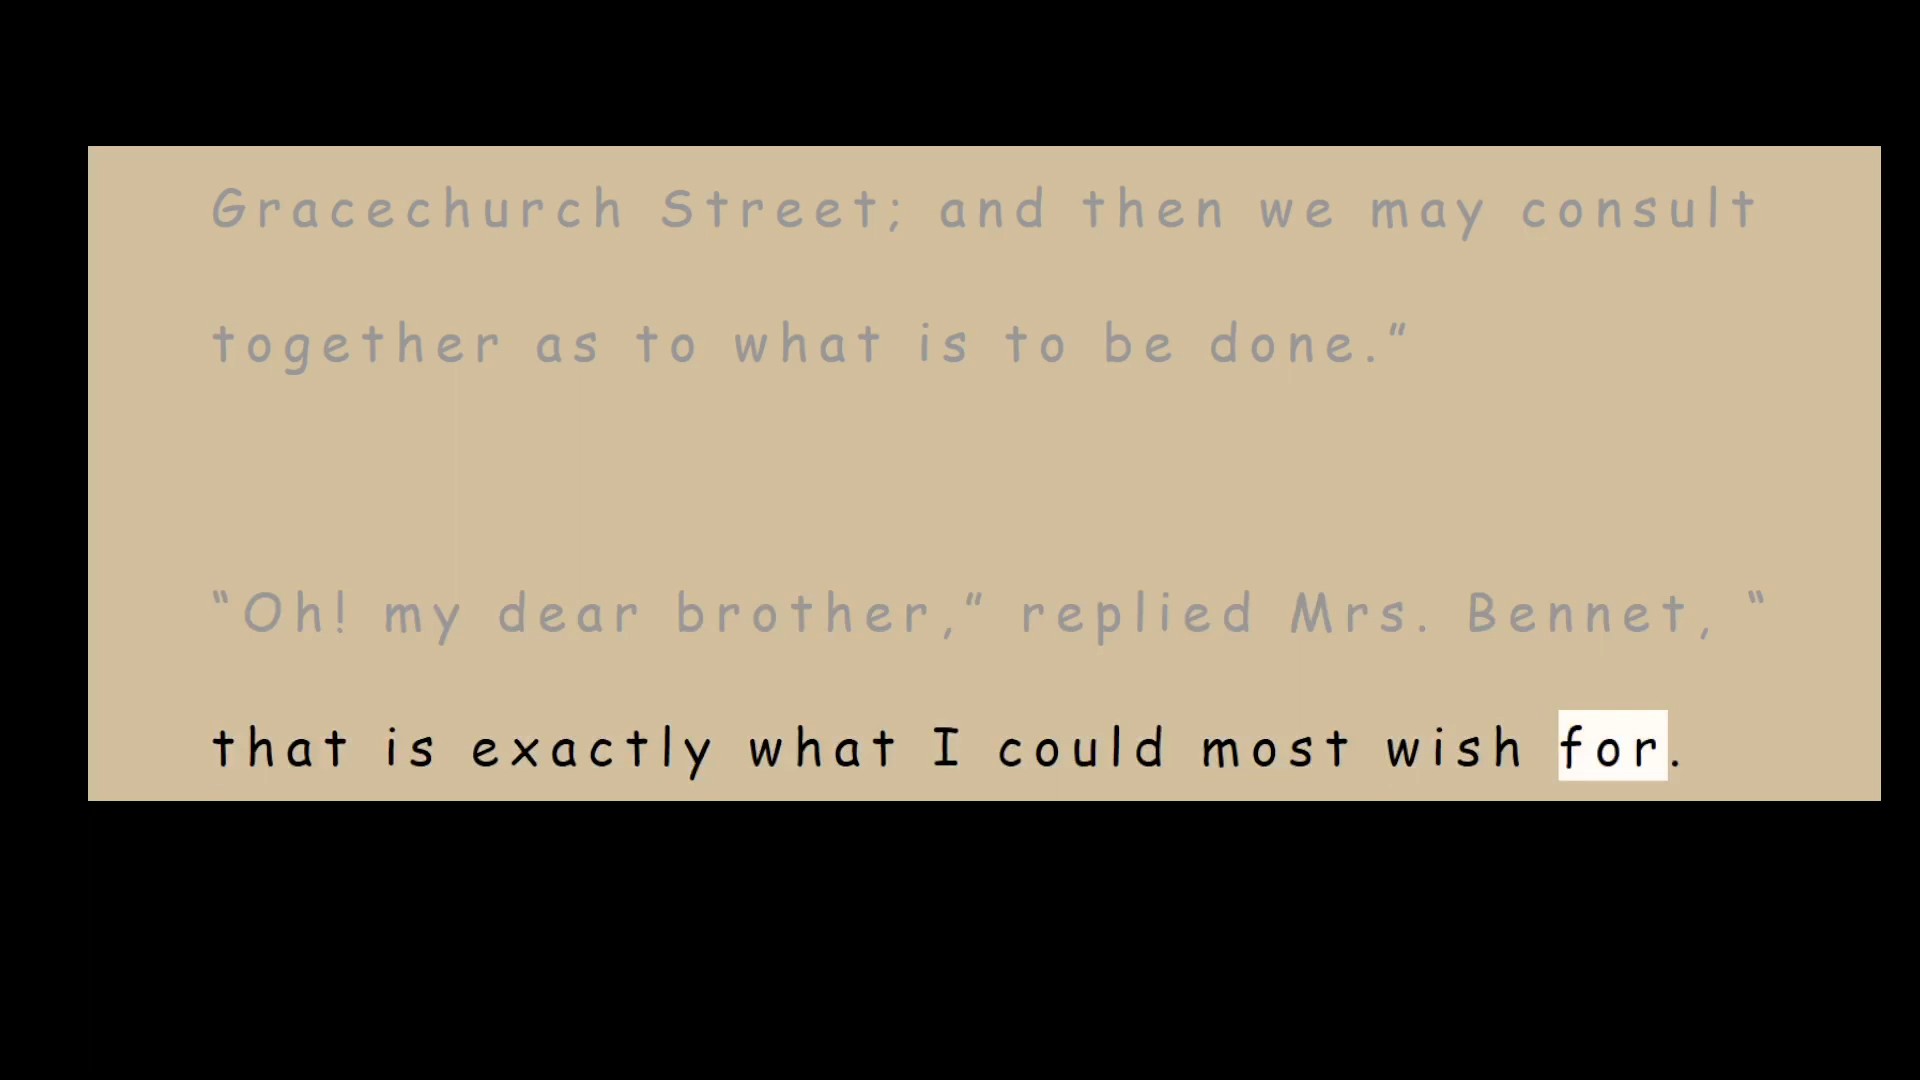 Gracechurch Street; and then we may consult
together as to what is to be done.”
“Oh! my dear brother,” replied Mrs. Bennet, “
that is exactly what I could most wish for.